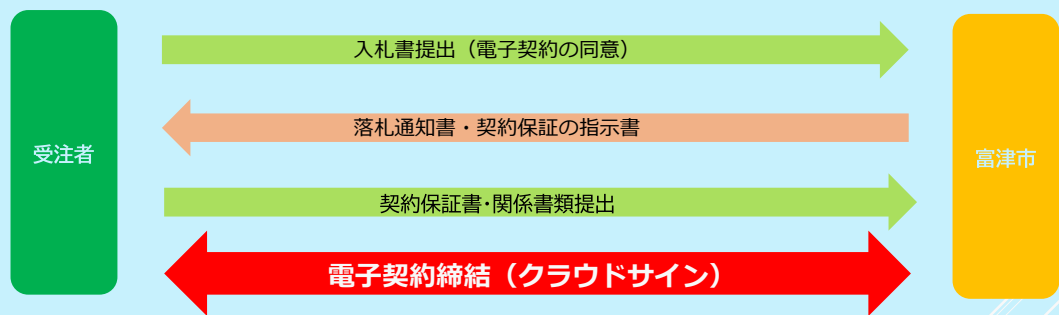 入札書提出（電子契約の同意）
落札通知書・契約保証の指示書
受注者
富津市
契約保証書･関係書類提出
電子契約締結（クラウドサイン）